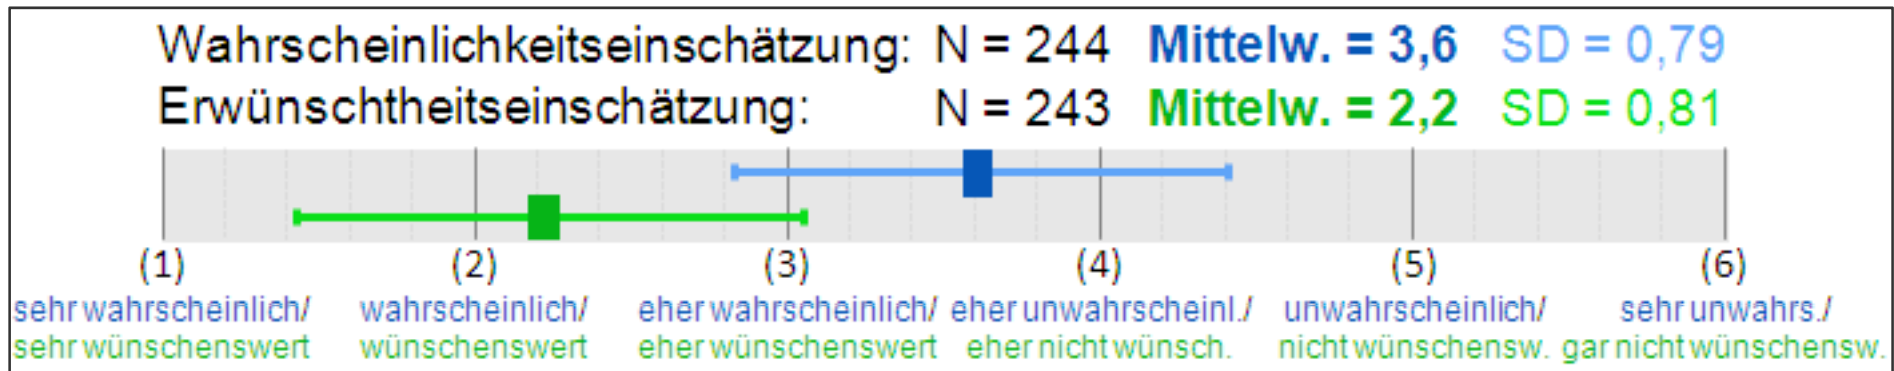 Wahrscheinlichkeitseinschätzung: N = 244 Mittelw. = 3,6 SD = 0,79
Erwünschtheitseinschätzung: N = 243 Mittelw. = 2,2 SD = 0,81
(1) (2) (3) (4) (5) (6)
sehr wahrscheinlich/ wahrscheinlich/ eher wahrscheinlich/ eher unwahrscheinl./ unwahrscheinlich/ sehr unwahrs./
sehr wünschenswert wünschenswert eher wünschenswert eher nicht wünsch. nicht wünschensw. gar nicht wünschensw.